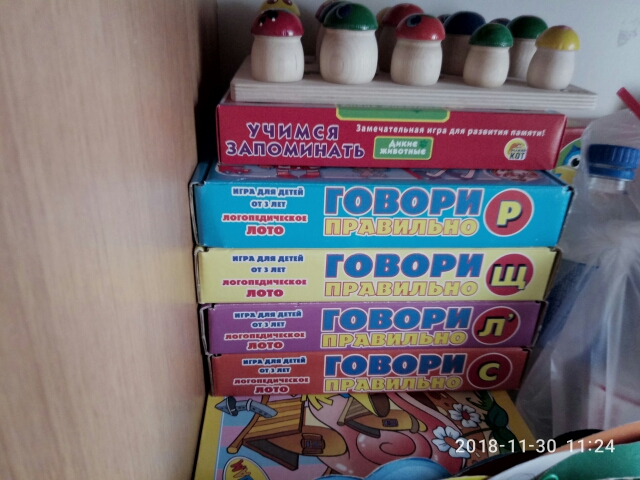 УЧИМСЯ
ЗАПОМИНАТЬ
Замечательная игра для развития памяти!
Дикие
животные
КОТ
ИГРА ДЛЯ ДЕТЕЙ
ОТ 3 ЛЕТ
ЛОГОПЕДИЧЕСКОЕ
ЛОТО
ГОВОРИ
ПРАВИЛЬНО
Р
ИГРА ДЛЯ ДЕТЕЙ
ОТ 3 ЛЕТ
ЛОГОПЕДИЧЕСКОЕ
ЛОТО
ГОВОРИ
ПРАВИЛЬНО
Щ
ИГРА ДЛЯ ДЕТЕЙ
ОТ 3 ЛЕТ
ЛОГОПЕДИЧЕСКОЕ
ЛОТО
ГОВОРИ
ПРАВИЛЬНО
Л'
ИГРА ДЛЯ ДЕТЕЙ
ОТ 3 ЛЕТ
ЛОГОПЕДИЧЕСКОЕ
ЛОТО
ГОВОРИ
ПРАВИЛЬНО
С
2018-11-30 11:24